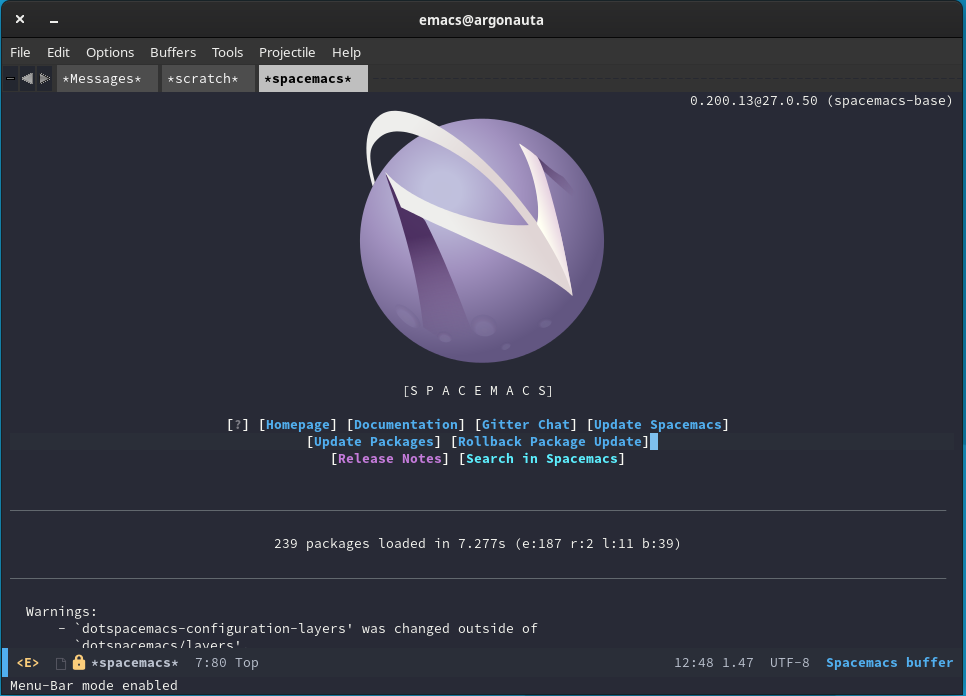 emacs@argonauta
File Edit Options Buffers Tools Projectile Help
*Messages* *scratch* *spacemacs*
0.200.13@27.0.50 (spacemacs-base)
[S P A C E M A C S]
[?] [Homepage] [Documentation] [Gitter Chat] [Update Spacemacs]
[Update Packages] [Rollback Package Update]
[Release Notes] [Search in Spacemacs]
239 packages loaded in 7.277s (e:187 r:2 l:11 b:39)
Warnings:
- `dotspacemacs-configuration-layers' was changed outside of
`dotspacemacs/layers'
<E> *spacemacs* 7:80 Top 12:48 1.47 UTF-8 Spacemacs buffer
Menu-Bar mode enabled